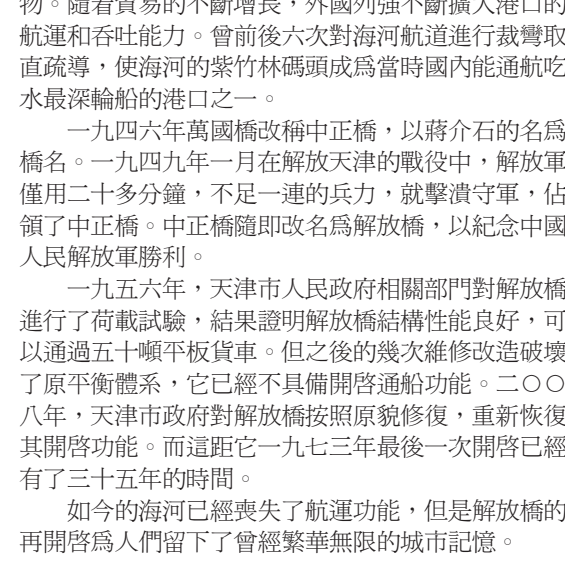 物。隨着貿易的不斷增長，外國列強不斷擴大港口的
航運和吞吐能力。曾前後六次對海河航道進行裁彎取
直疏導，使海河的紫竹林碼頭成爲當時國內能通航吃
水最深輪船的港口之一。
一九四六年萬國橋改稱中正橋，以蔣介石的名爲
橋名。一九四九年一月在解放天津的戰役中，解放軍
僅用二十多分鐘，不足一連的兵力，就擊潰守軍，佔
領了中正橋。中正橋隨即改名爲解放橋，以紀念中國
人民解放軍勝利。
一九五六年，天津市人民政府相關部門對解放橋
進行了荷載試驗，結果證明解放橋結構性能良好，可
以通過五十噸平板貨車。但之後的幾次維修改造破壞
了原平衡體系，它已經不具備開啓通船功能。二〇〇
八年，天津市政府對解放橋按照原貌修復，重新恢復
其開啓功能。而這距它一九七三年最後一次開啓已經
有了三十五年的時間。
如今的海河已經喪失了航運功能，但是解放橋的
再開啓爲人們留下了曾經繁華無限的城市記憶。